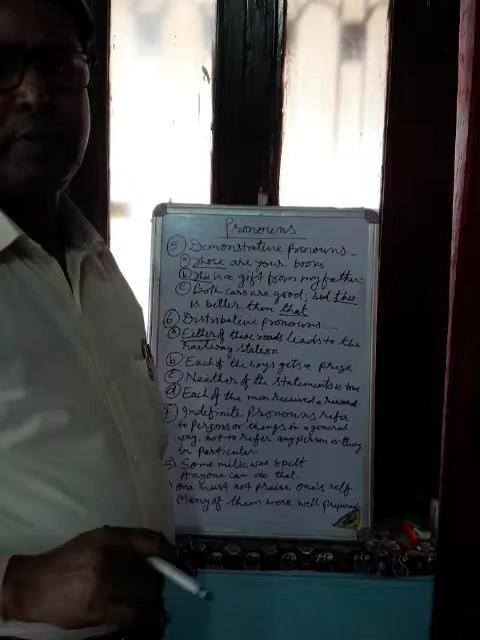 Pronouns
⑤ Demonstrative pronouns-
ⓐ Those are your books
ⓑ This is a gift from my father-
ⓒ Both cars are good, but this
is better than that
⑥ Distributive pronouns-
ⓐ Either of these roads leads to the
railway station
ⓑ Each of the boys gets a prize
ⓒ Neither of the statements is true
ⓓ Each of the men received a reward.
⑦ Indefinite pronouns refer
to persons or things in a general
way, not to refer any person or thing
in particular
Some milk was spilt
Anyone can do that.
One must not praise one's self
Many of them were well prepared